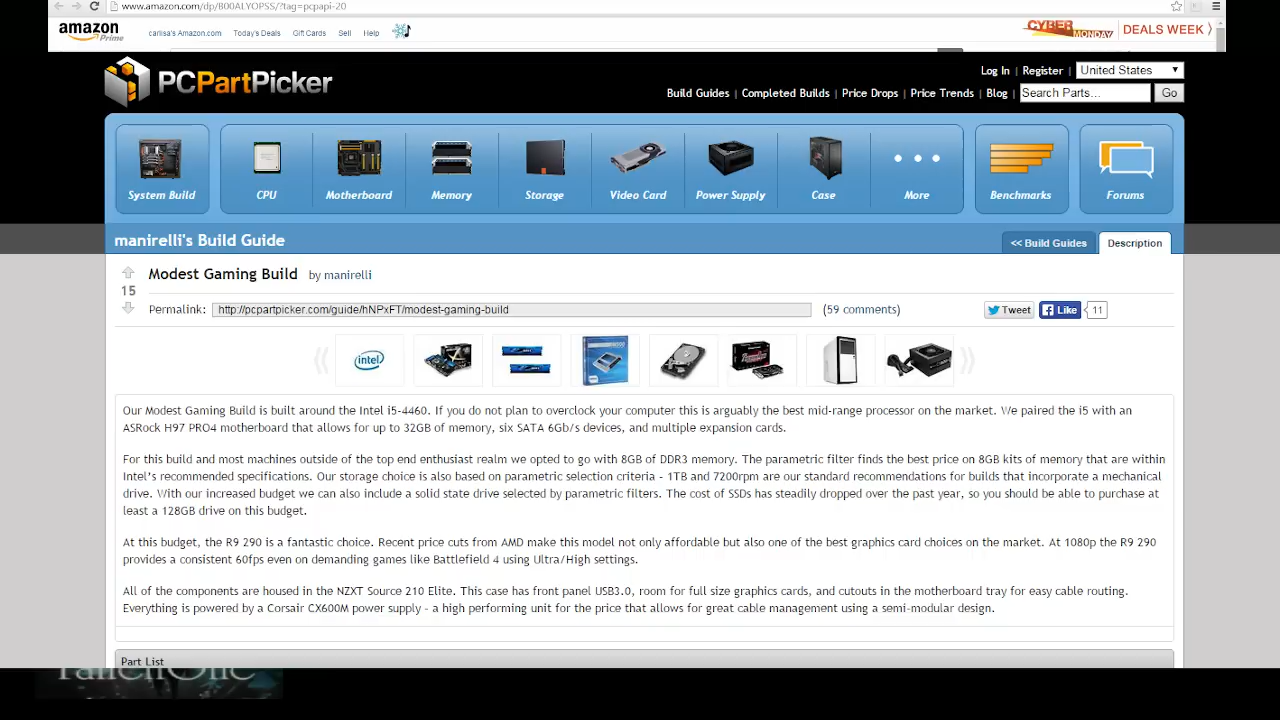 www.amazon.com/dp/B00ALYOPSS/?tag=pcpapi-20
amazon
Prime
carlisa's Amazon.com Today's Deals Gift Cards Sell Help
CYBER MONDAY DEALS WEEK
PCPartPicker
Log In | Register | United States
Build Guides | Completed Builds | Price Drops | Price Trends | Blog | Search Parts... Go
System Build CPU Motherboard Memory Storage Video Card Power Supply Case More Benchmarks Forums
manirelli's Build Guide
<< Build Guides Description
Modest Gaming Build by manirelli
15
Permalink: http://pcpartpicker.com/guide/hNPxFT/modest-gaming-build (59 comments) Tweet Like 11
intel
Our Modest Gaming Build is built around the Intel i5-4460. If you do not plan to overclock your computer this is arguably the best mid-range processor on the market. We paired the i5 with an
ASRock H97 PRO4 motherboard that allows for up to 32GB of memory, six SATA 6Gb/s devices, and multiple expansion cards.
For this build and most machines outside of the top end enthusiast realm we opted to go with 8GB of DDR3 memory. The parametric filter finds the best price on 8GB kits of memory that are within
Intel's recommended specifications. Our storage choice is also based on parametric selection criteria - 1TB and 7200rpm are our standard recommendations for builds that incorporate a mechanical
drive. With our increased budget we can also include a solid state drive selected by parametric filters. The cost of SSDs has steadily dropped over the past year, so you should be able to purchase at
least a 128GB drive on this budget.
At this budget, the R9 290 is a fantastic choice. Recent price cuts from AMD make this model not only affordable but also one of the best graphics card choices on the market. At 1080p the R9 290
provides a consistent 60fps even on demanding games like Battlefield 4 using Ultra/High settings.
All of the components are housed in the NZXT Source 210 Elite. This case has front panel USB3.0, room for full size graphics cards, and cutouts in the motherboard tray for easy cable routing.
Everything is powered by a Corsair CX600M power supply - a high performing unit for the price that allows for great cable management using a semi-modular design.
Part List
FallenOne